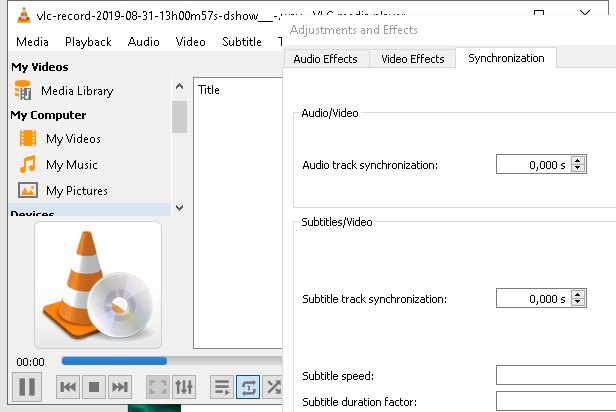 vlc-record-2019-08-31-13h00m57s-dshow___-.wav - VLC media player
Adjustments and Effects
Media Playback Audio Video Subtitle
Audio Effects Video Effects Synchronization
My Videos
Media Library
My Computer
My Videos
My Music
My Pictures
Devices
Title
Audio/Video
Audio track synchronization: 0,000 s
Subtitles/Video
Subtitle track synchronization: 0,000 s
Subtitle speed:
Subtitle duration factor:
00:00